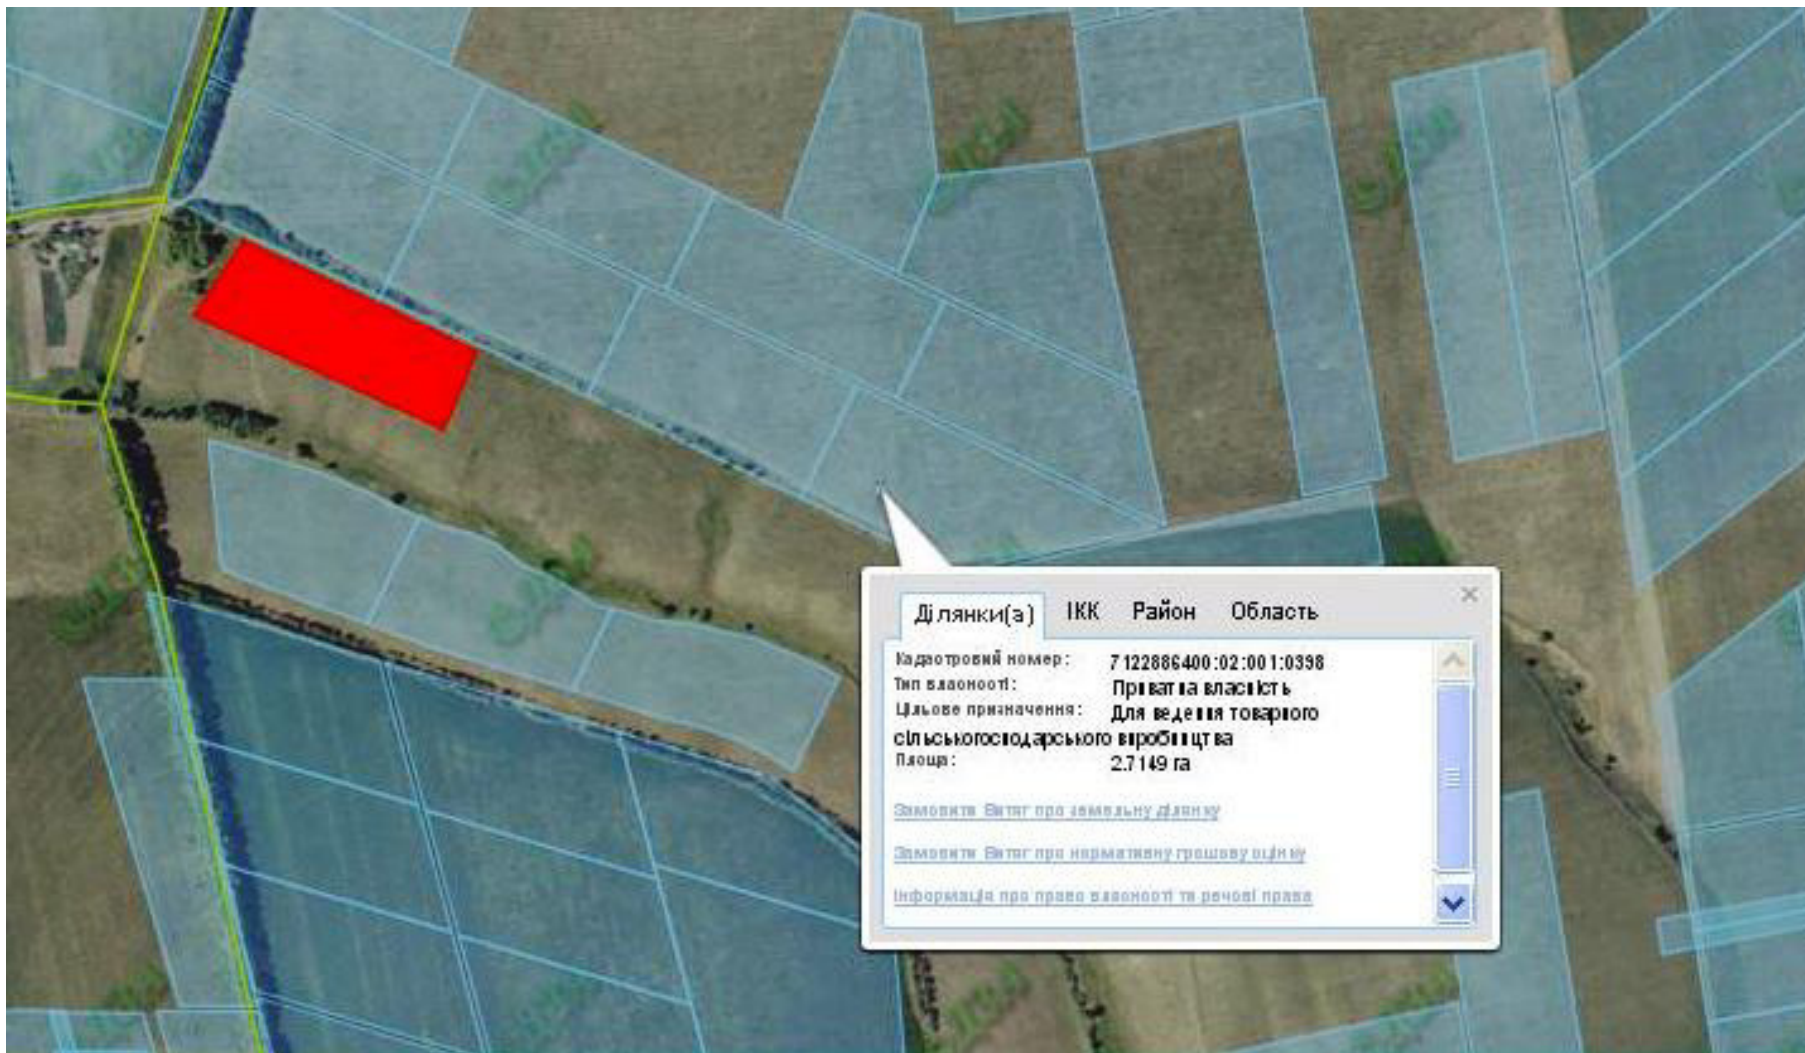 Ділянки(а) ІКК Район Область
Кадастровий номер: 7122886400:02:001:0398
Тип власності: Приватна власність
Цільове призначення: Для ведення товарного
сільськогосподарського виробництва
Площа: 2.7149 га
Замовити Витяг про земельну ділянку
Замовити Витяг про нормативну грошову оцінку
Інформація про право власності та речові права